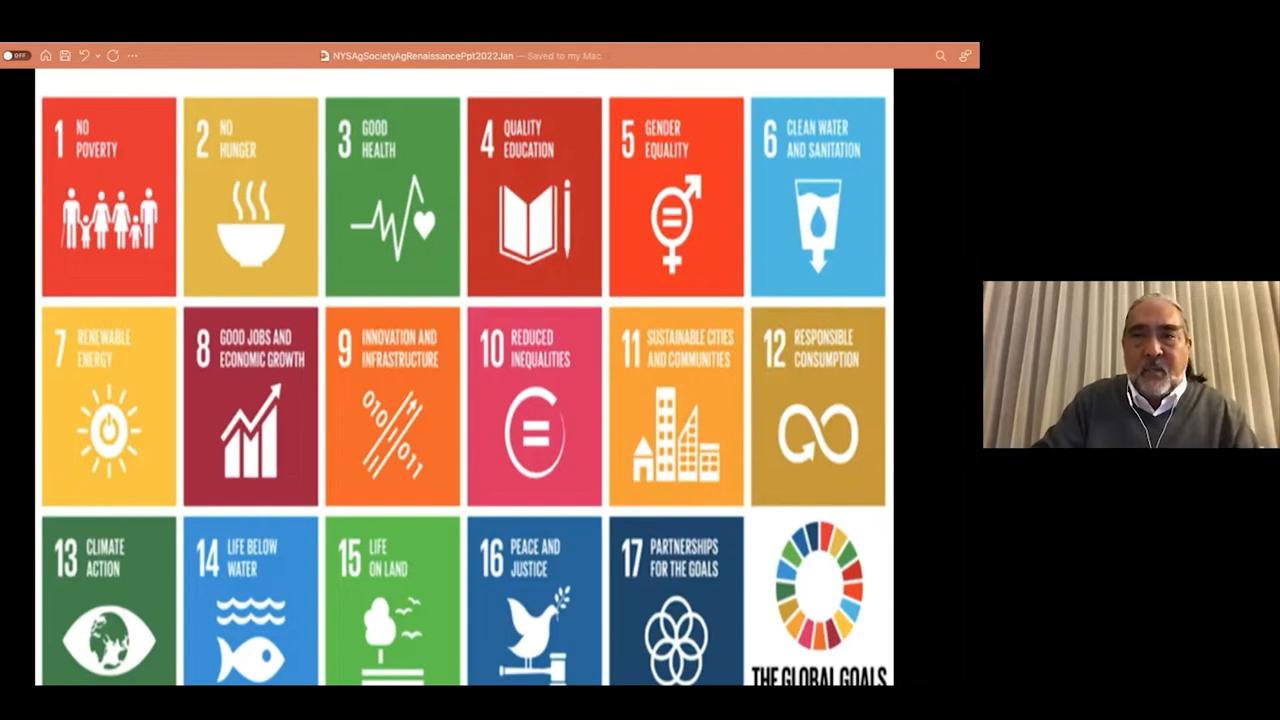 OFF
NYSAgSocietyAgRenaissancePpt2022Jan — Saved to my Mac
1 NO
POVERTY
2 NO
HUNGER
3 GOOD
HEALTH
4 QUALITY
EDUCATION
5 GENDER
EQUALITY
6 CLEAN WATER
AND SANITATION
7 RENEWABLE
ENERGY
8 GOOD JOBS AND
ECONOMIC GROWTH
9 INNOVATION AND
INFRASTRUCTURE
010
011
10 REDUCED
INEQUALITIES
11 SUSTAINABLE CITIES
AND COMMUNITIES
12 RESPONSIBLE
CONSUMPTION
13 CLIMATE
ACTION
14 LIFE BELOW
WATER
15 LIFE
ON LAND
16 PEACE AND
JUSTICE
17 PARTNERSHIPS
FOR THE GOALS
THE GLOBAL GOALS